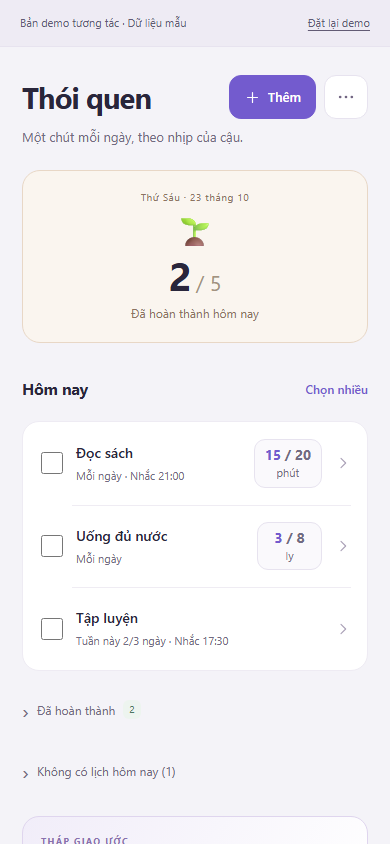 Bản demo tương tác · Dữ liệu mẫu
Đặt lại demo
Thói quen
Thêm
Một chút mỗi ngày, theo nhịp của cậu.
Thứ Sáu · 23 tháng 10
2 / 5
Đã hoàn thành hôm nay
Hôm nay
Chọn nhiều
Đọc sách
Mỗi ngày · Nhắc 21:00
15 / 20
phút
Uống đủ nước
Mỗi ngày
3 / 8
ly
Tập luyện
Tuần này 2/3 ngày · Nhắc 17:30
Đã hoàn thành 2
Không có lịch hôm nay (1)
THÁP GIAO ƯỚC